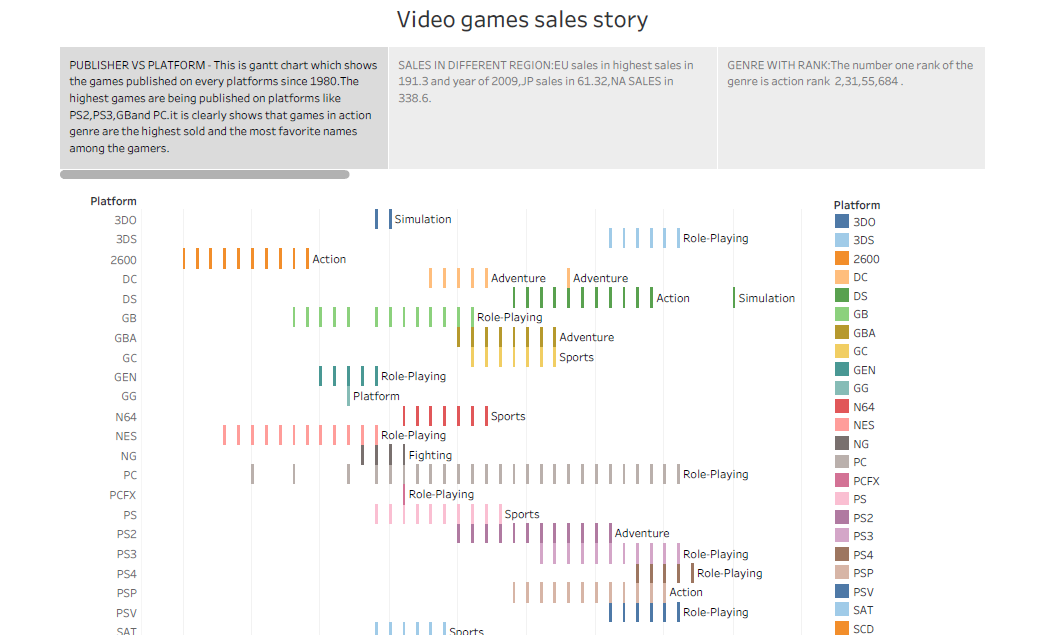 Video games sales story
PUBLISHER VS PLATFORM - This is gantt chart which shows
the games published on every platforms since 1980.The
highest games are being published on platforms like
PS2,PS3,GBand PC.it is clearly shows that games in action
genre are the highest sold and the most favorite names
among the gamers.
SALES IN DIFFERENT REGION:EU sales in highest sales in
191.3 and year of 2009,JP sales in 61.32,NA SALES in
338.6.
GENRE WITH RANK:The number one rank of the
genre is action rank 2,31,55,684 .
Platform
3DO Simulation
3DS Role-Playing
2600 Action
DC Adventure Adventure
DS Action Simulation
GB Role-Playing
GBA Adventure
GC Sports
GEN Role-Playing
GG Platform
N64 Sports
NES Role-Playing
NG Fighting
PC Role-Playing
PCFX Role-Playing
PS Sports
PS2 Adventure
PS3 Role-Playing
PS4 Role-Playing
PSP Action
PSV Role-Playing
SAT Sports
Platform
3DO
3DS
2600
DC
DS
GB
GBA
GC
GEN
GG
N64
NES
NG
PC
PCFX
PS
PS2
PS3
PS4
PSP
PSV
SAT
SCD